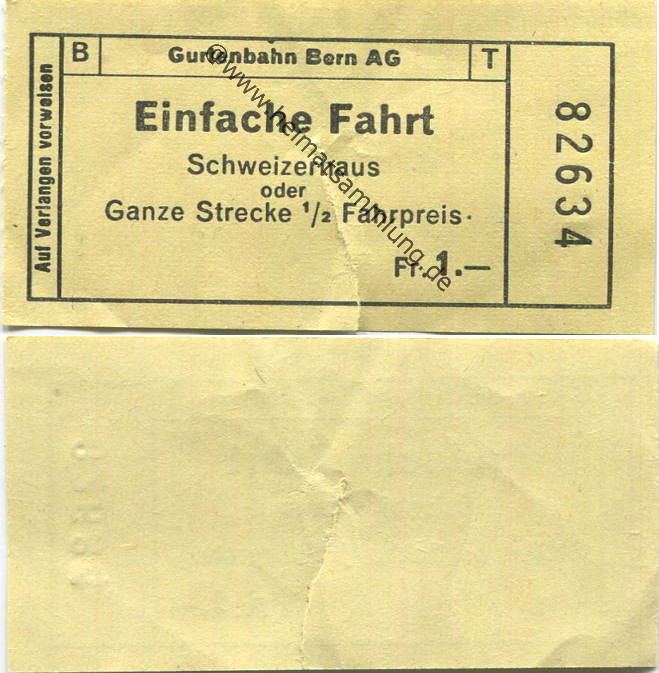 Auf Verlangen vorweisen
B
Gurtenbahn Bern AG
T
Einfache Fahrt
Schweizerhaus
oder
Ganze Strecke ½ Fahrpreis.
Fr. 1.—
82634
©www.heimatsammlung.de